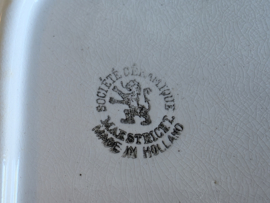 SOCIÉTÉ CÉRAMIQUE
MAESTRICHT
MADE IN HOLLAND